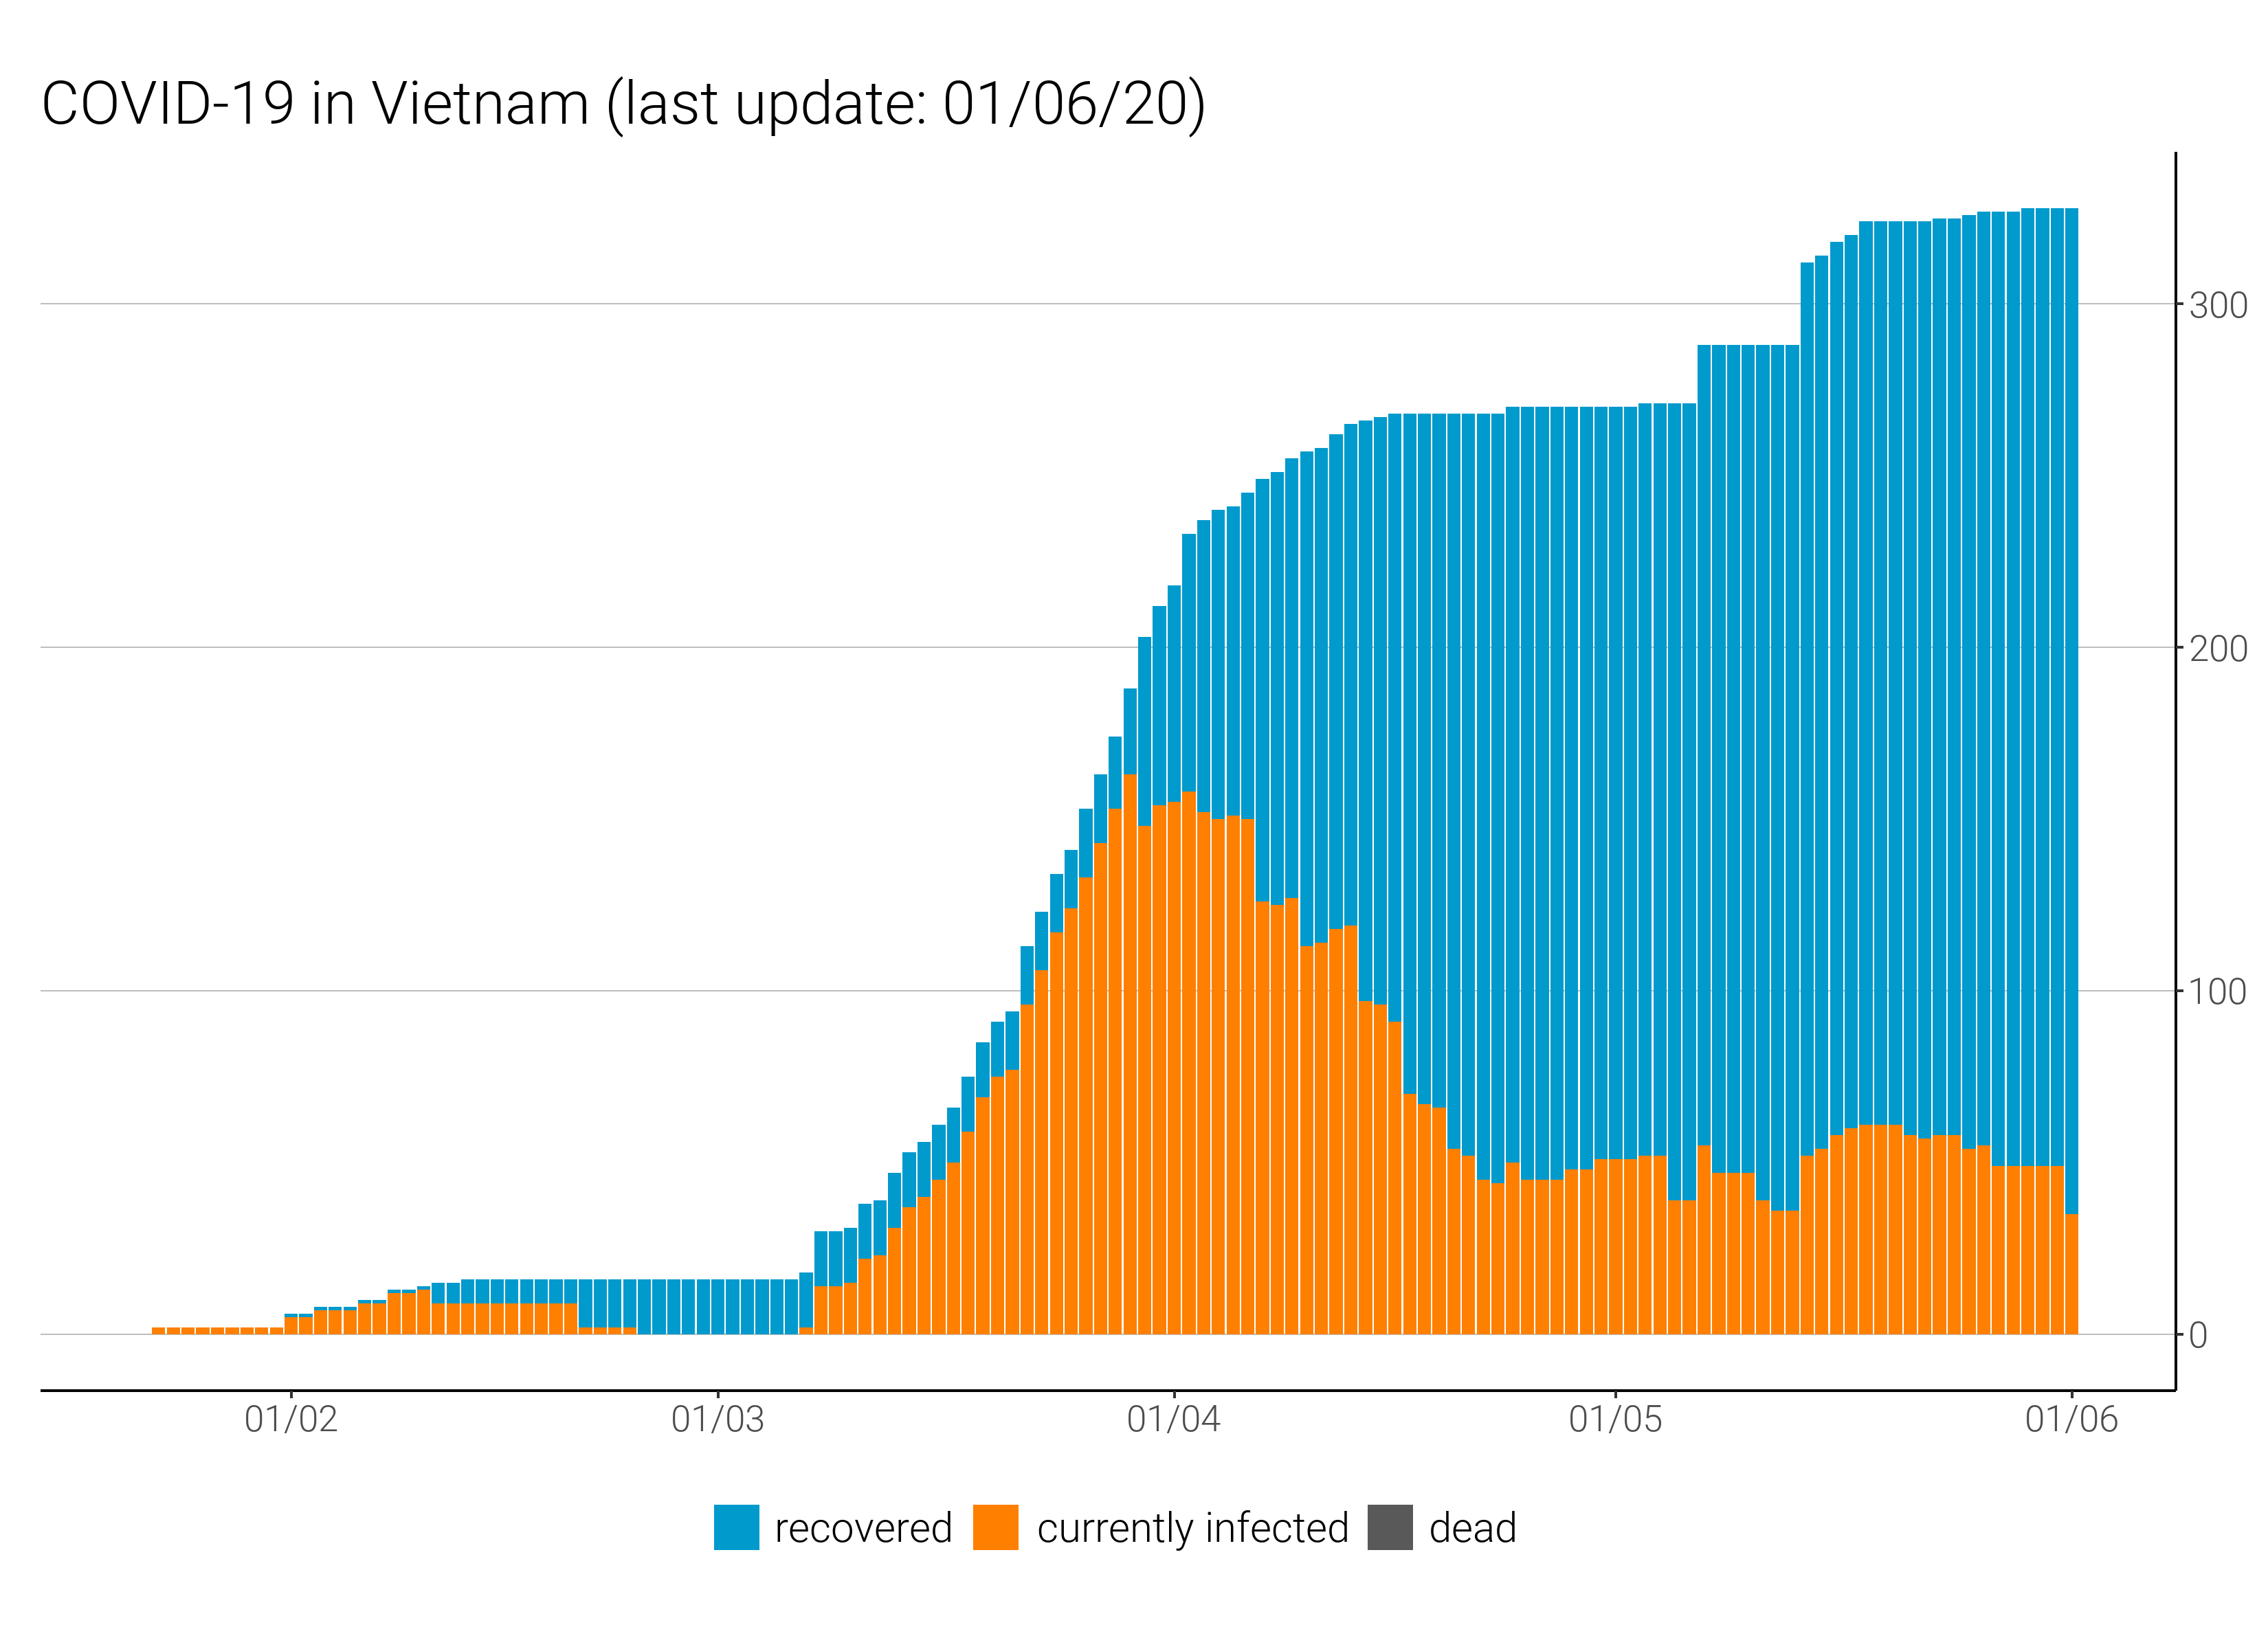 COVID-19 in Vietnam (last update: 01/06/20)
300
200
100
0
01/02 01/03 01/04 01/05 01/06
recovered currently infected dead